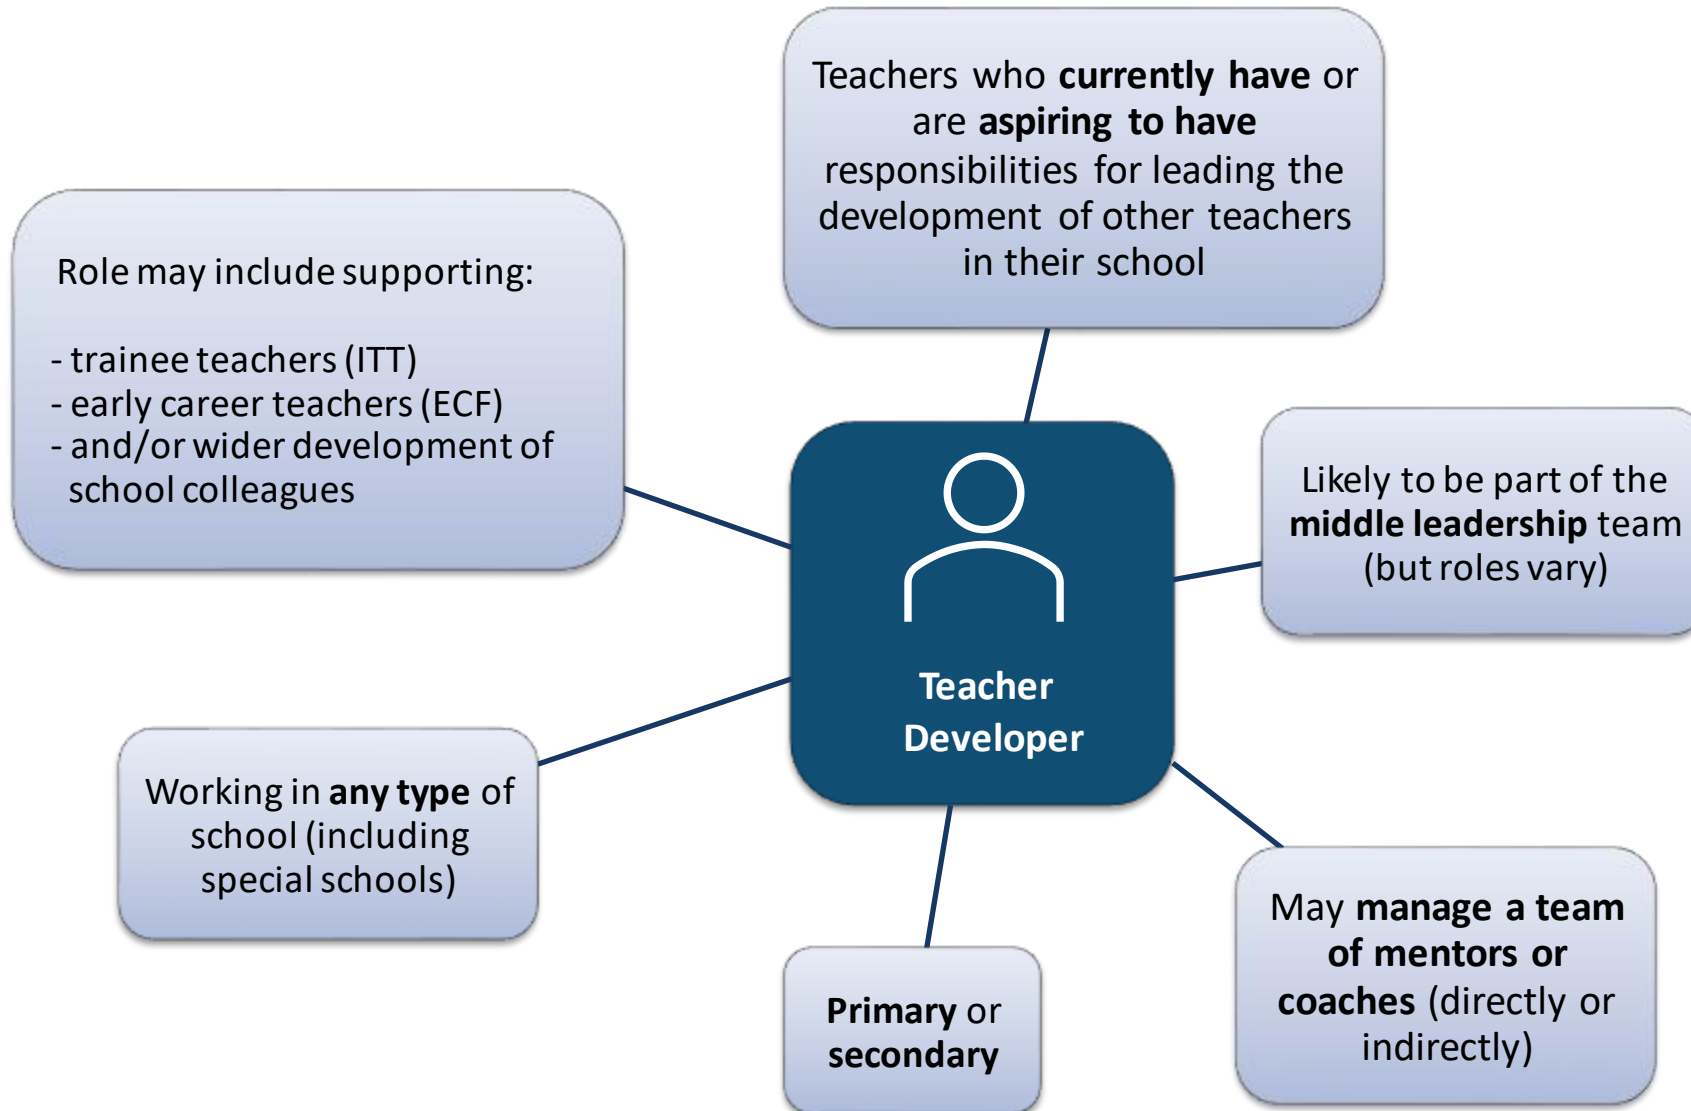 Teachers who currently have or
are aspiring to have
responsibilities for leading the
development of other teachers
in their school
Role may include supporting:
- trainee teachers (ITT)
- early career teachers (ECF)
- and/or wider development of
school colleagues
Likely to be part of the
middle leadership team
(but roles vary)
Teacher
Developer
Working in any type of
school (including
special schools)
May manage a team
of mentors or
coaches (directly or
indirectly)
Primary or
secondary